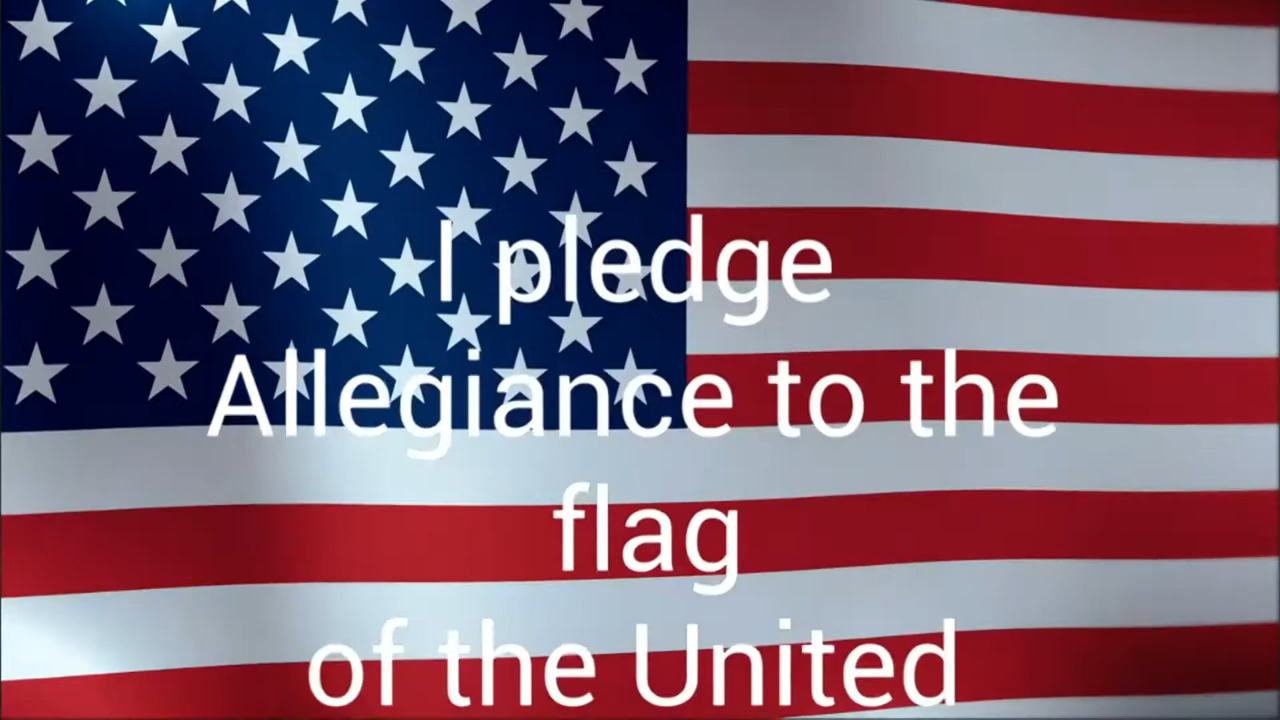 I pledge
Allegiance to the
flag
of the United